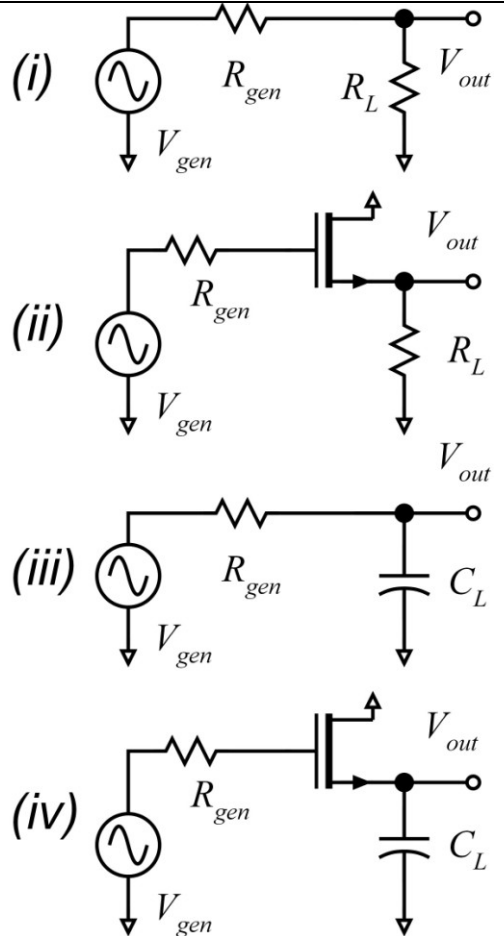 (i)
R_gen
R_L
V_out
V_gen
(ii)
R_gen
V_out
R_L
V_gen
(iii)
V_out
R_gen
C_L
V_gen
(iv)
R_gen
V_out
C_L
V_gen